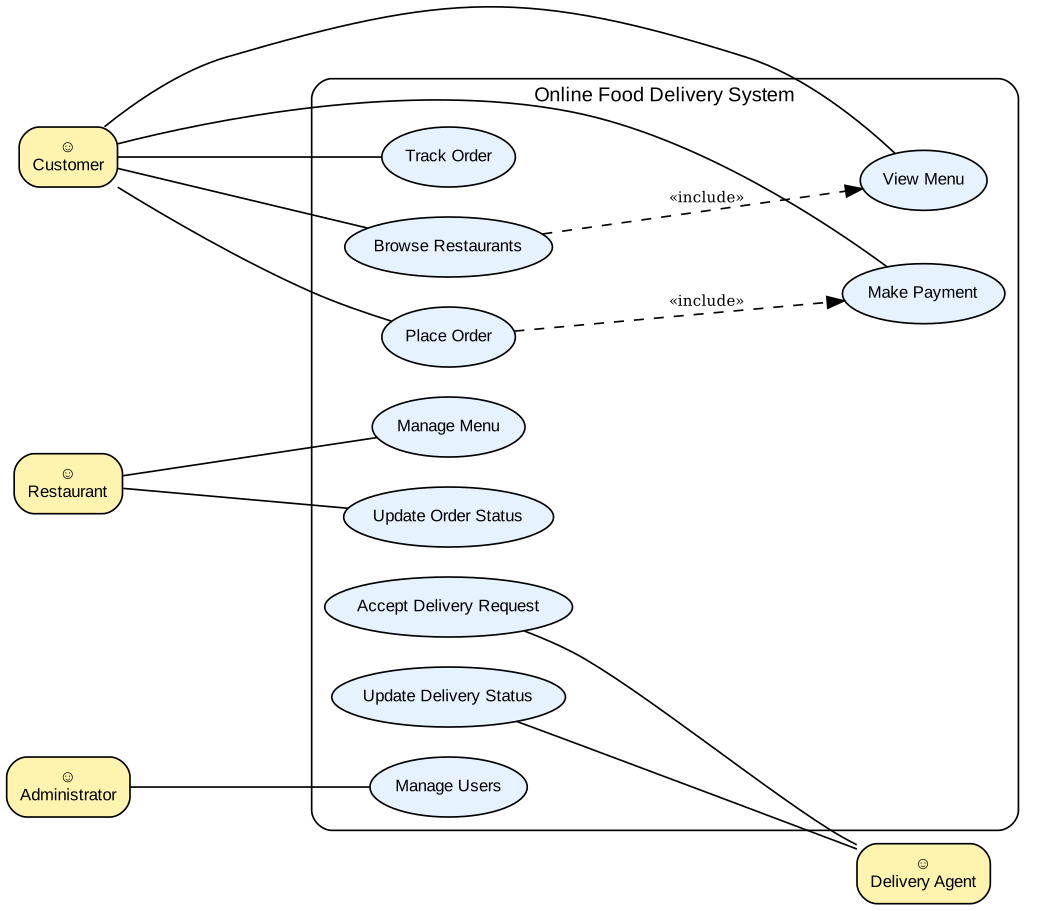 Online Food Delivery System
☺
Customer
Track Order
View Menu
«include»
Browse Restaurants
Make Payment
«include»
Place Order
Manage Menu
☺
Restaurant
Update Order Status
Accept Delivery Request
Update Delivery Status
☺
Administrator
Manage Users
☺
Delivery Agent